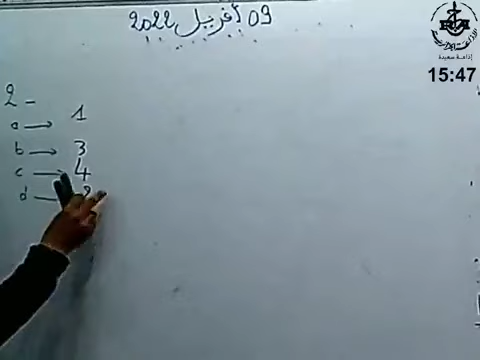 09 أفريل 2022
إذاعة سعيدة
15:47
2-
a → 1
b → 3
c → 4
d